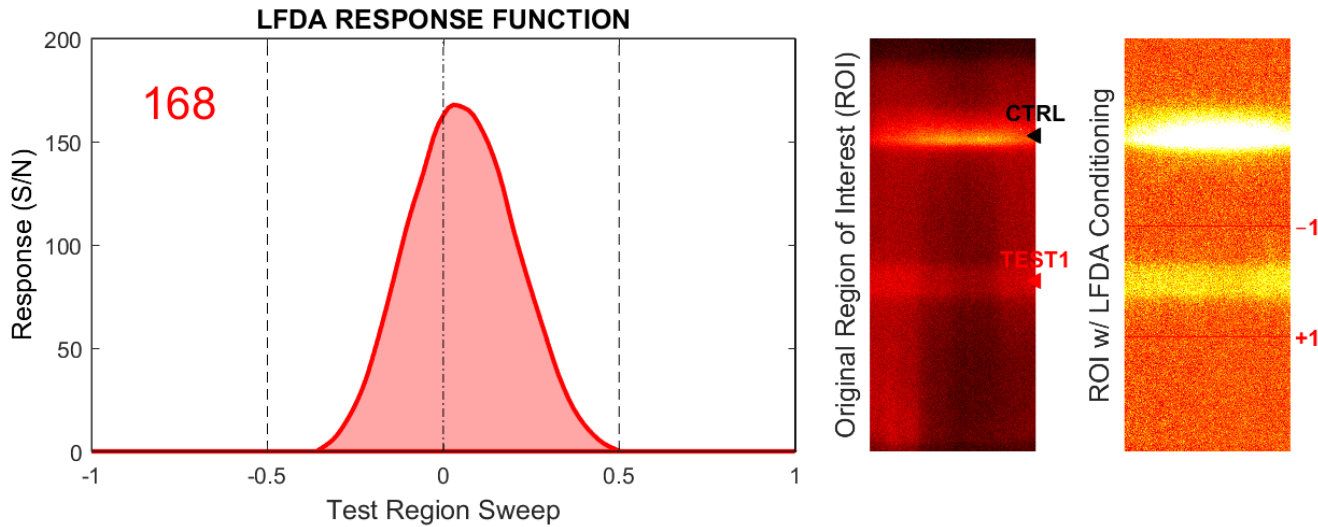 LFDA RESPONSE FUNCTION
168
Response (S/N)
200
150
100
50
0
-1
-0.5
0
0.5
1
Test Region Sweep
Original Region of Interest (ROI)
CTRL
TEST1
ROI w/ LFDA Conditioning
−1
+1